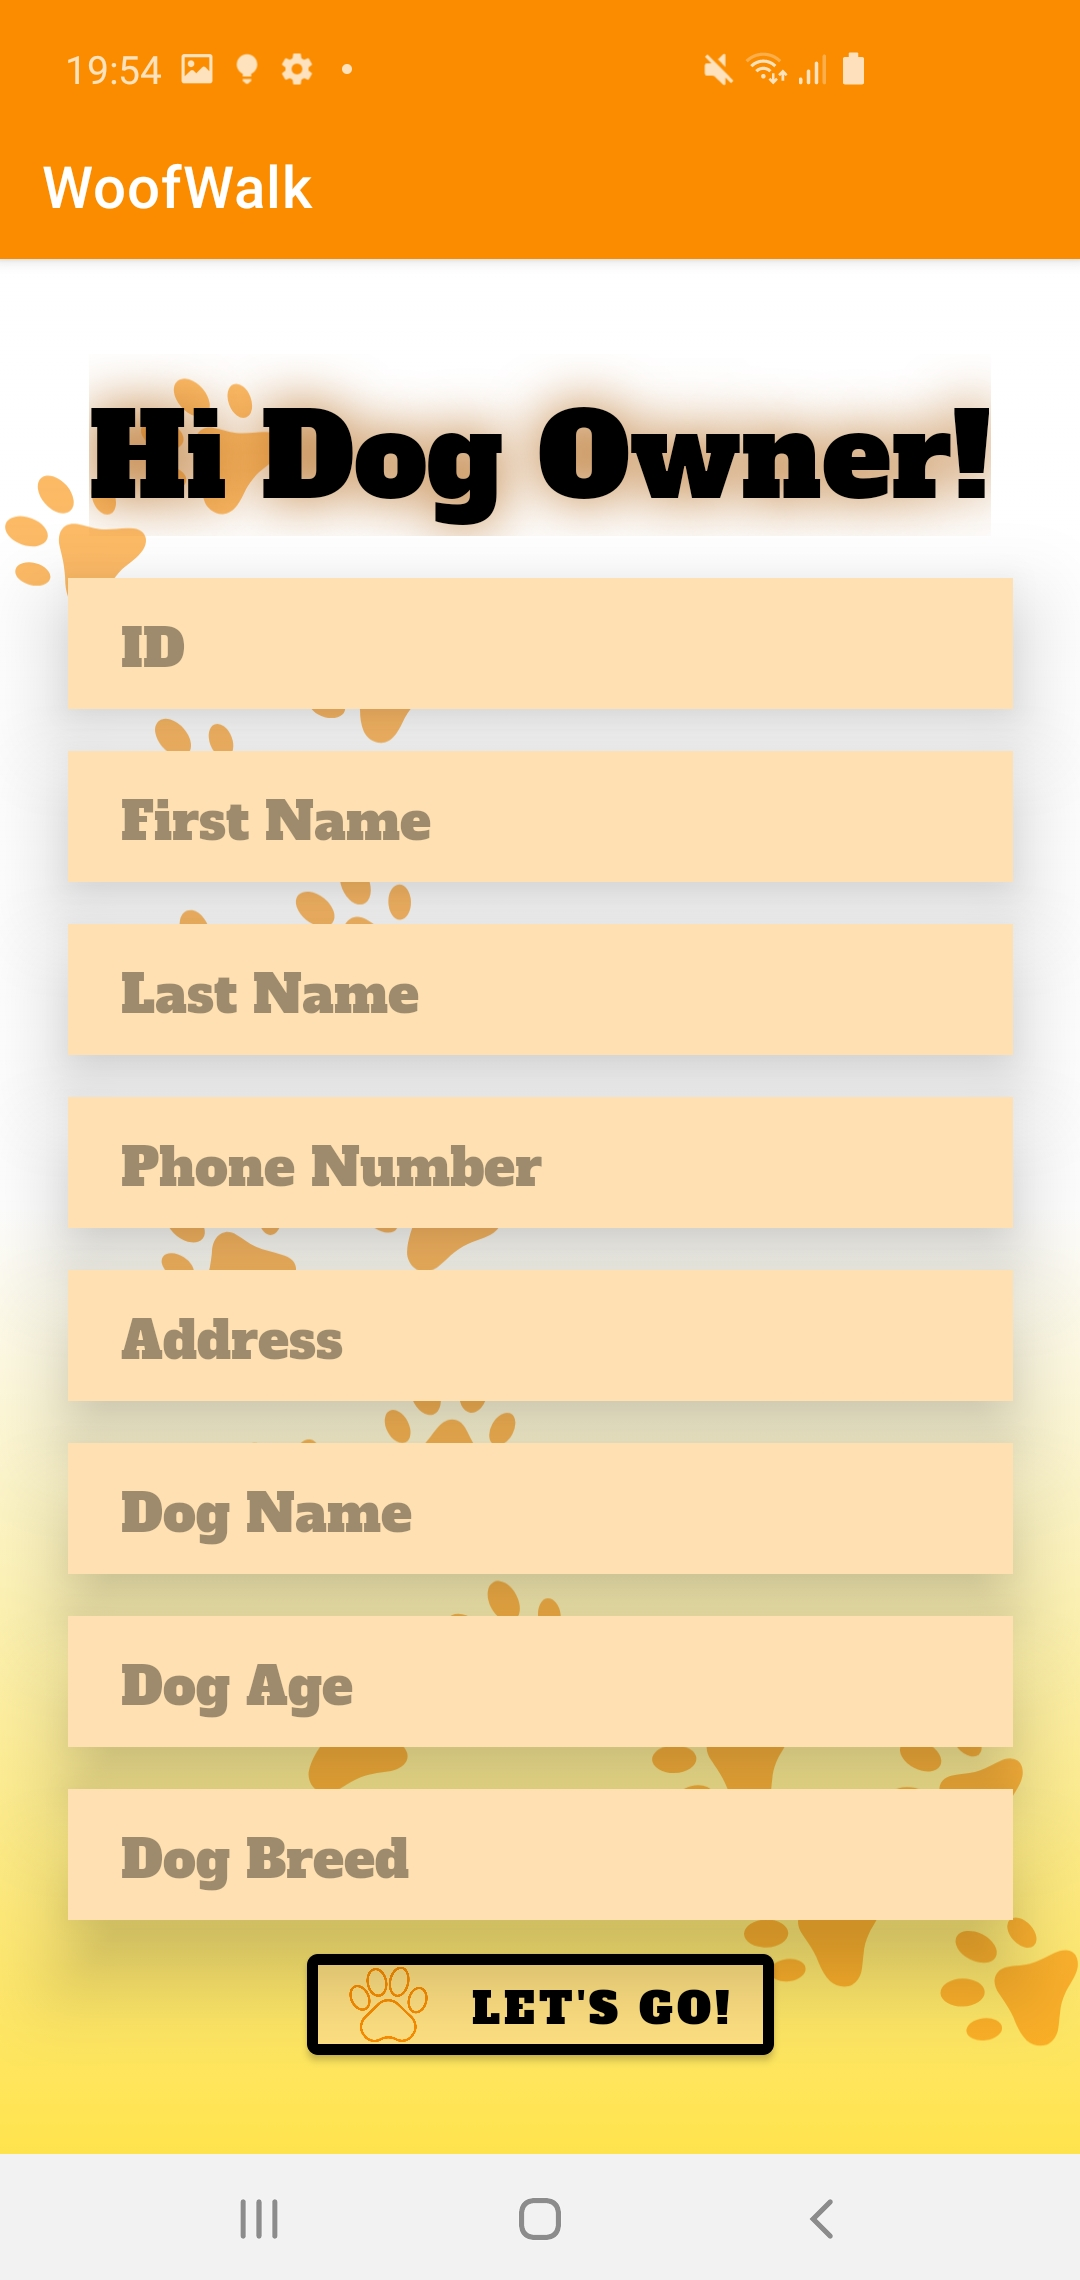 19:54
WoofWalk
Hi Dog Owner!
ID
First Name
Last Name
Phone Number
Address
Dog Name
Dog Age
Dog Breed
LET'S GO!